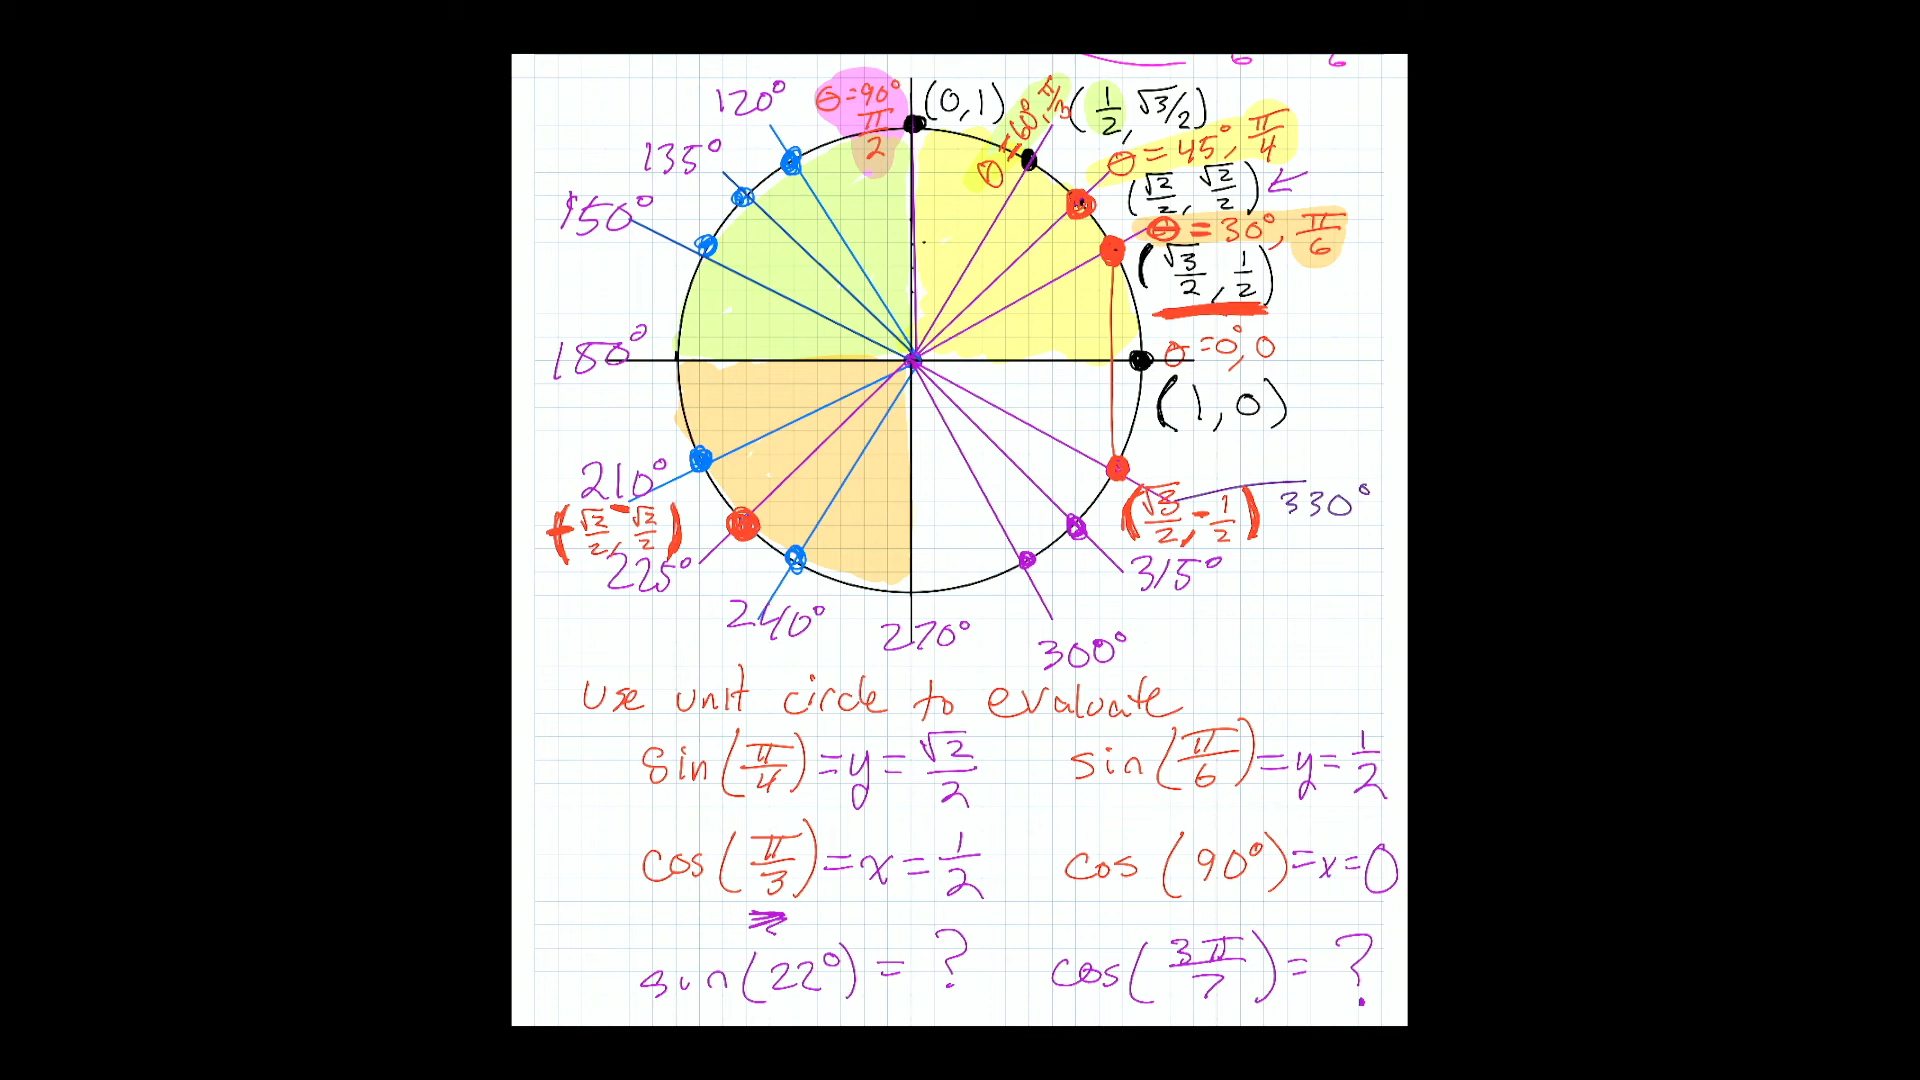 6 6
120°
θ=90°
π/2
(0,1)
θ=60°, π/3
(1/2, √3/2)
135°
θ = 45°, π/4
(√2/2, √2/2)
150°
θ = 30°, π/6
(√3/2, 1/2)
180°
θ=0°, 0
(1,0)
210°
(-√2/2, -√2/2)
225°
(√3/2, -1/2) 330°
315°
240°
270°
300°
use unit circle to evaluate
sin(π/4) = y = √2/2
sin(π/6) = y = 1/2
cos(π/3) = x = 1/2
cos (90°) = x = 0
sin(22°) = ?
cos(3π/7) = ?